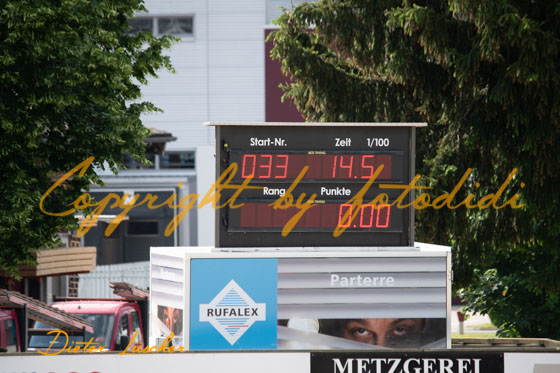 Start-Nr. Zeit 1/100
033 14.5
Rang Punkte
0.00
Copyright by fotodidi
RUFALEX
Parterre
METZGEREI